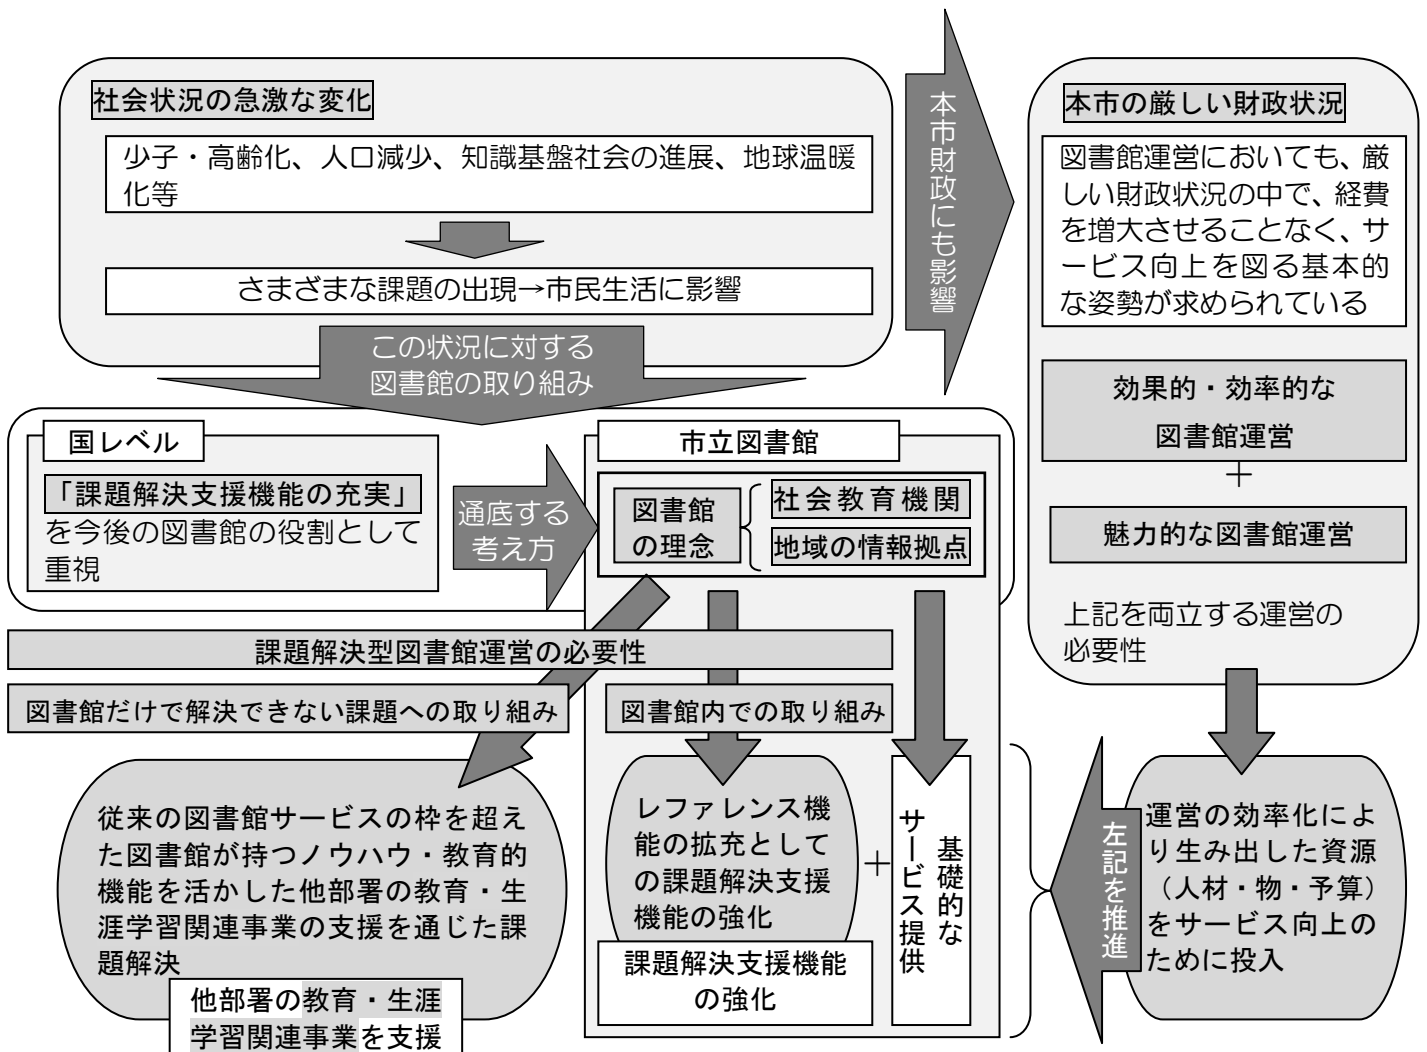 社会状況の急激な変化
少子・高齢化、人口減少、知識基盤社会の進展、地球温暖
化等
さまざまな課題の出現→市民生活に影響
この状況に対する
図書館の取り組み
本市財政にも影響
本市の厳しい財政状況
図書館運営においても、厳
しい財政状況の中で、経費
を増大させることなく、サ
ービス向上を図る基本的
な姿勢が求められている
効果的・効率的な
図書館運営
＋
魅力的な図書館運営
上記を両立する運営の
必要性
国レベル
「課題解決支援機能の充実」
を今後の図書館の役割として
重視
通底する
考え方
市立図書館
図書館
の理念
社会教育機関
地域の情報拠点
課題解決型図書館運営の必要性
図書館だけで解決できない課題への取り組み
図書館内での取り組み
従来の図書館サービスの枠を超え
た図書館が持つノウハウ・教育的
機能を活かした他部署の教育・生
涯学習関連事業の支援を通じた課
題解決
他部署の教育・生涯
学習関連事業を支援
レファレンス機
能の拡充として
の課題解決支援
機能の強化
課題解決支援機能
の強化
＋
基礎的な
サービス提供
左記を推進
運営の効率化によ
り生み出した資源
（人材・物・予算）
をサービス向上の
ために投入